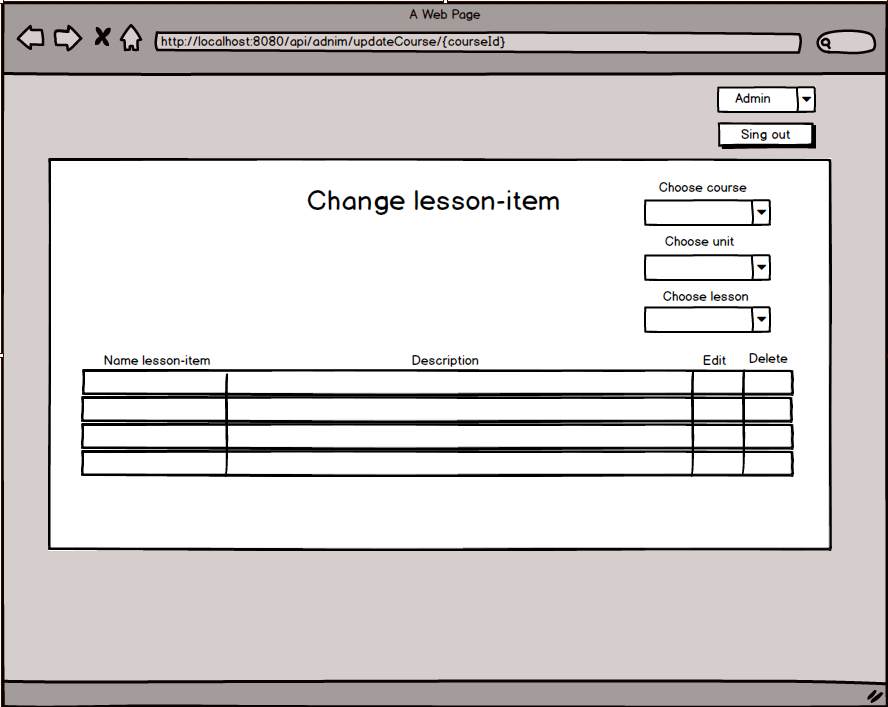 A Web Page
http://localhost:8080/api/adnim/updateCourse/{courseId}
Admin
Sing out
Change lesson-item
Choose course
Choose unit
Choose lesson
Name lesson-item Description Edit Delete